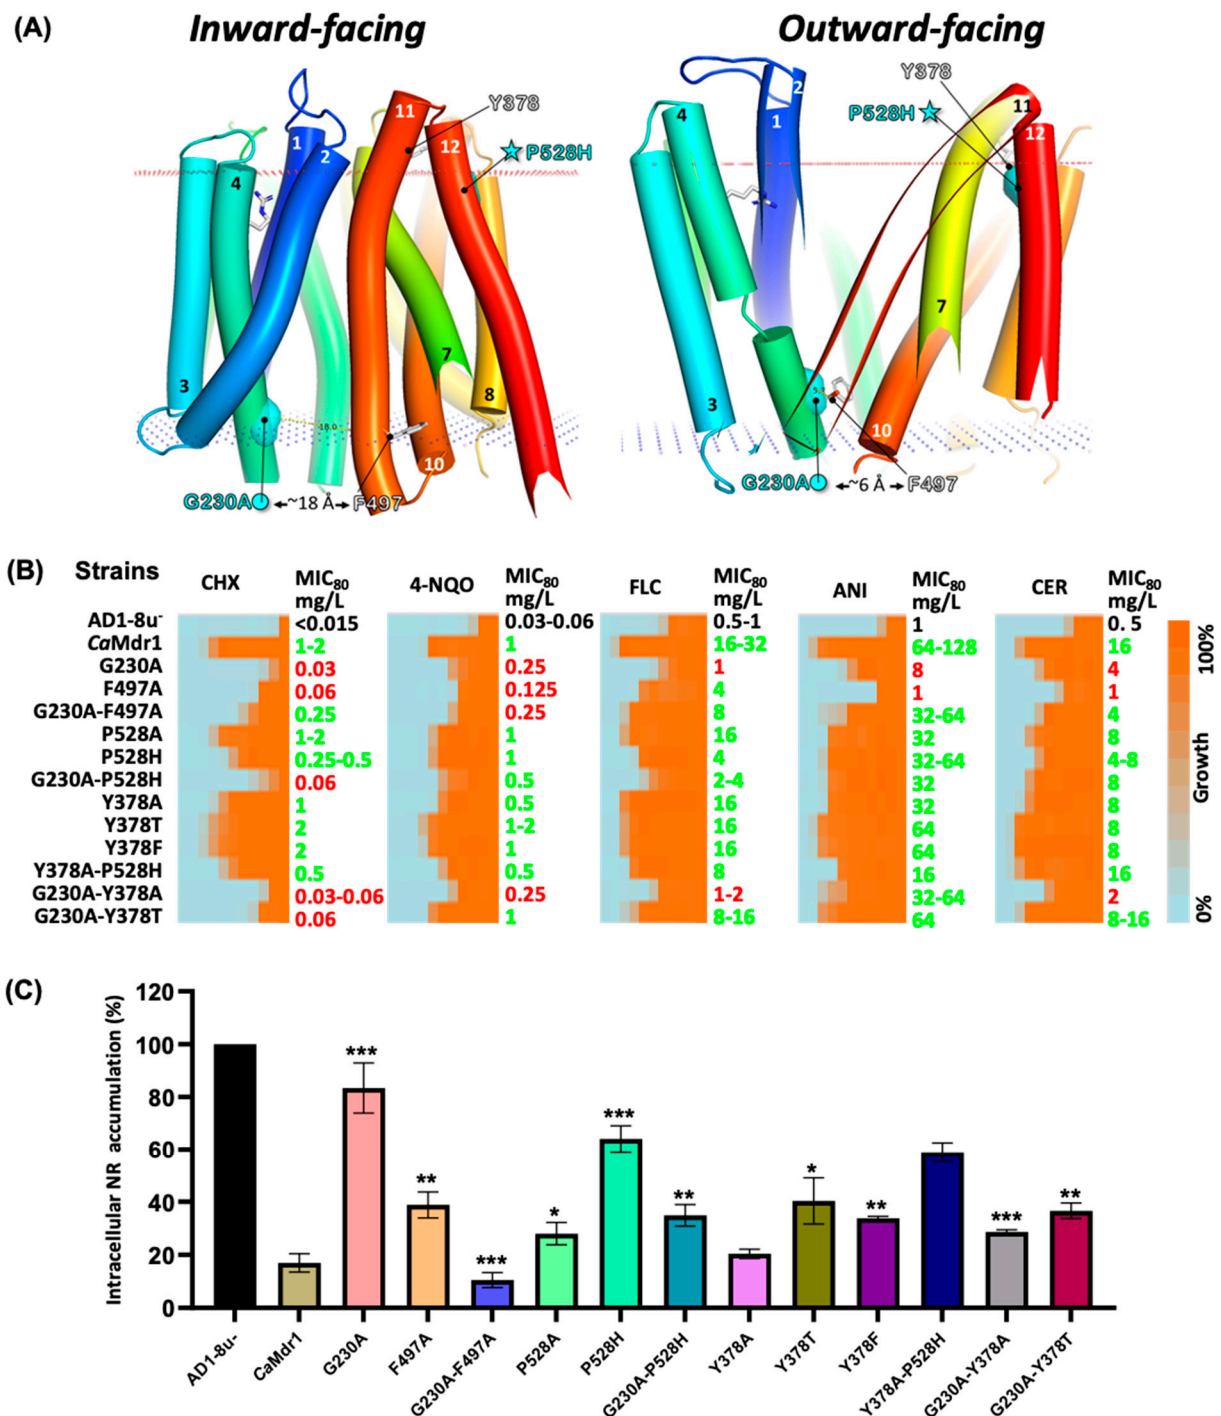 (A)
Inward-facing
Outward-facing
11
Y378
12
P528H
1
2
4
3
7
8
10
18.0
G230A
~18 Å
F497
Y378
P528H
2
11
12
4
1
7
3
10
G230A
~6 Å
F497
(B)
Strains CHX MIC80 mg/L 4-NQO MIC80 mg/L FLC MIC80 mg/L ANI MIC80 mg/L CER MIC80 mg/L
AD1-8u- <0.015 0.03-0.06 0.5-1 1 0. 5
CaMdr1 1-2 1 16-32 64-128 16
G230A 0.03 0.25 1 8 4
F497A 0.06 0.125 4 1 1
G230A-F497A 0.25 0.25 8 32-64 4
P528A 1-2 1 16 32 8
P528H 0.25-0.5 1 4 32-64 4-8
G230A-P528H 0.06 0.5 2-4 32 8
Y378A 1 0.5 16 32 8
Y378T 2 1-2 16 64 8
Y378F 2 1 16 64 8
Y378A-P528H 0.5 0.5 8 16 16
G230A-Y378A 0.03-0.06 0.25 1-2 32-64 2
G230A-Y378T 0.06 1 8-16 64 8-16
100%
Growth
0%
(C)
Intracellular NR accumulation (%)
120
100
80
60
40
20
0
***
**
***
*
***
**
*
**
***
**
AD1-8u-
CaMdr1
G230A
F497A
G230A-F497A
P528A
P528H
G230A-P528H
Y378A
Y378T
Y378F
Y378A-P528H
G230A-Y378A
G230A-Y378T